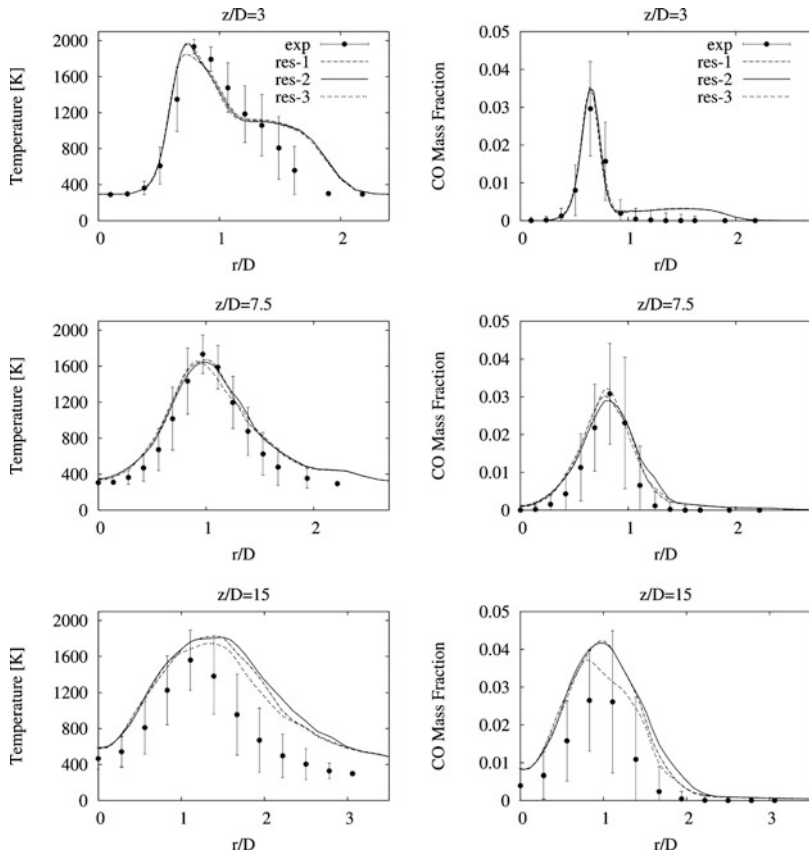 z/D=3
Temperature [K]
2000
1600
1200
800
400
0
exp
res-1
res-2
res-3
0 1 2
r/D
z/D=3
CO Mass Fraction
0.05
0.04
0.03
0.02
0.01
0
exp
res-1
res-2
res-3
0 1 2
r/D
z/D=7.5
Temperature [K]
2000
1600
1200
800
400
0
0 1 2
r/D
z/D=7.5
CO Mass Fraction
0.05
0.04
0.03
0.02
0.01
0
0 1 2
r/D
z/D=15
Temperature [K]
2000
1600
1200
800
400
0
0 1 2 3
r/D
z/D=15
CO Mass Fraction
0.05
0.04
0.03
0.02
0.01
0
0 1 2 3
r/D